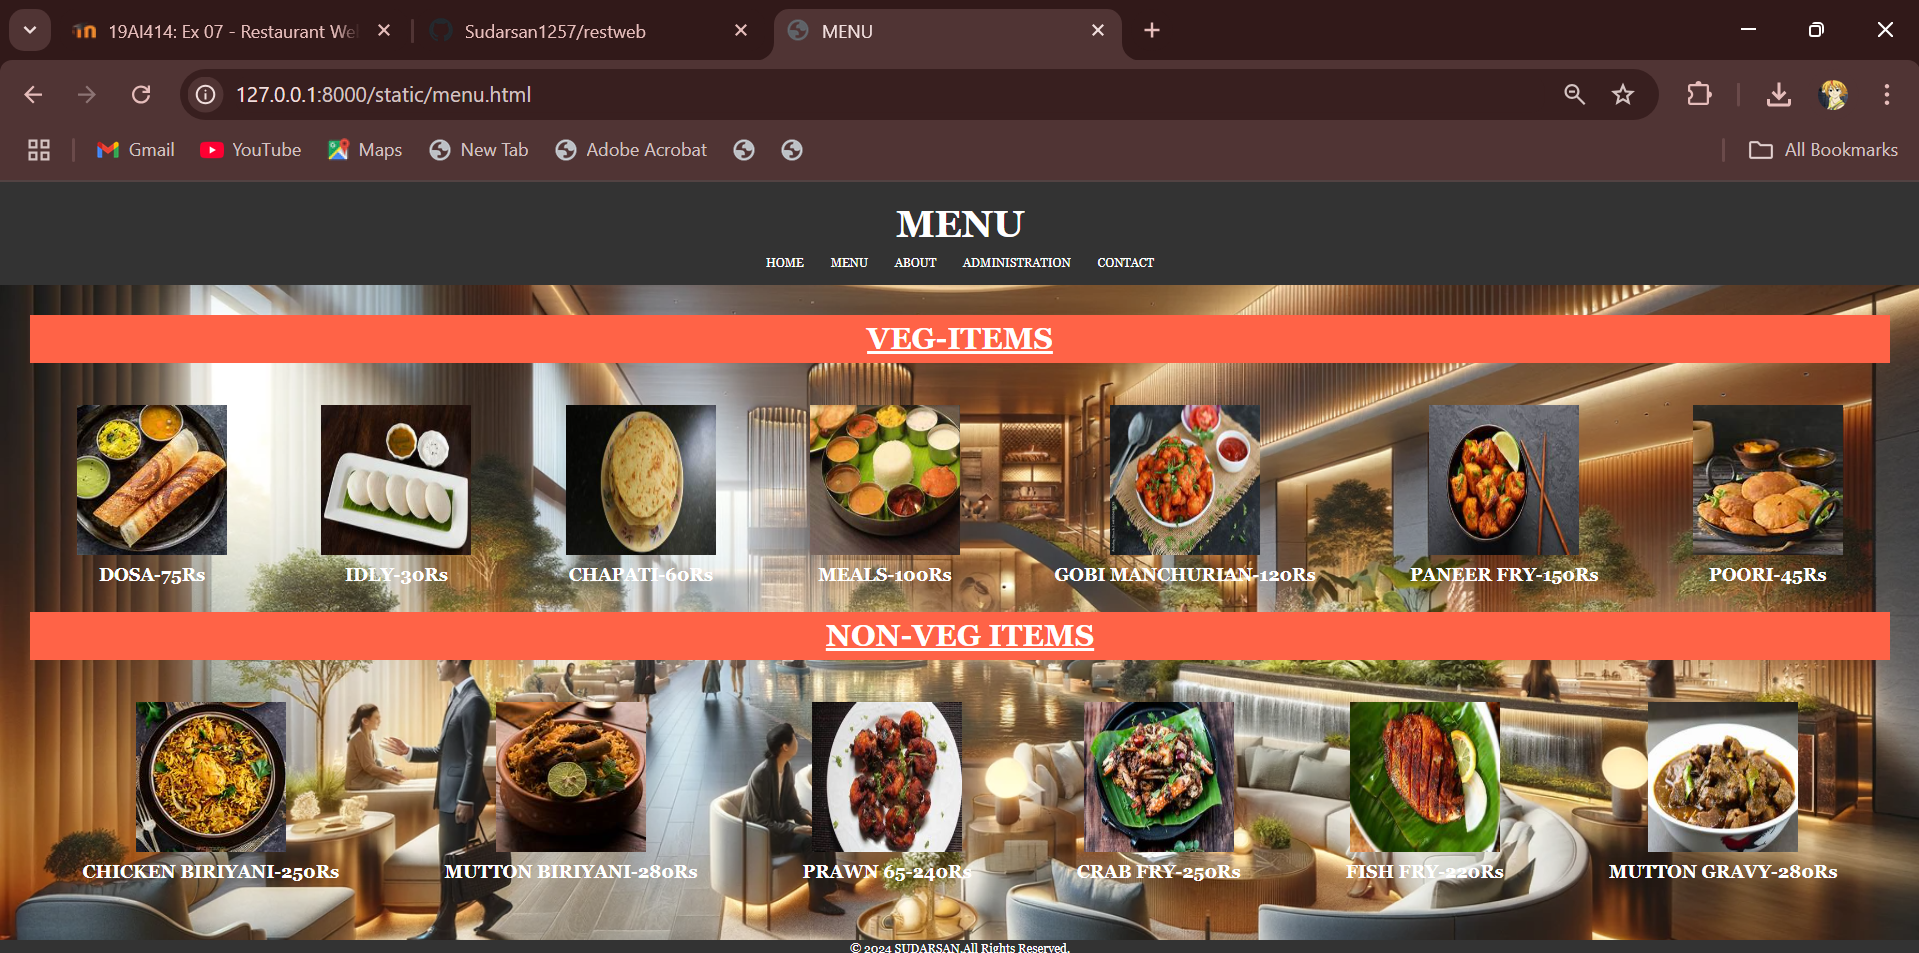 19AI414: Ex 07 - Restaurant We
Sudarsan1257/restweb
MENU
127.0.0.1:8000/static/menu.html
Gmail
YouTube
Maps
New Tab
Adobe Acrobat
All Bookmarks
MENU
HOME MENU ABOUT ADMINISTRATION CONTACT
VEG-ITEMS
DOSA-75Rs IDLY-30Rs CHAPATI-60Rs MEALS-100Rs GOBI MANCHURIAN-120Rs PANEER FRY-150Rs POORI-45Rs
NON-VEG ITEMS
CHICKEN BIRIYANI-250Rs MUTTON BIRIYANI-280Rs PRAWN 65-240Rs CRAB FRY-250Rs FISH FRY-220Rs MUTTON GRAVY-280Rs
© 2024 SUDARSAN.All Rights Reserved.